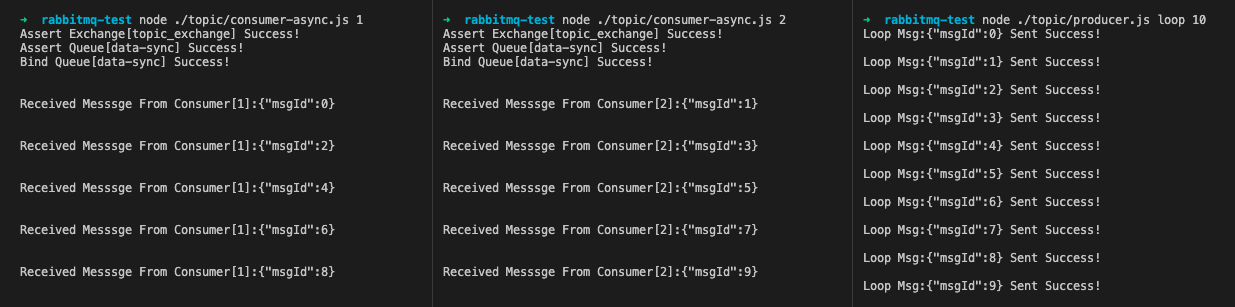 ➜ rabbitmq-test node ./topic/consumer-async.js 1
Assert Exchange[topic_exchange] Success!
Assert Queue[data-sync] Success!
Bind Queue[data-sync] Success!
Received Messsge From Consumer[1]:{"msgId":0}
Received Messsge From Consumer[1]:{"msgId":2}
Received Messsge From Consumer[1]:{"msgId":4}
Received Messsge From Consumer[1]:{"msgId":6}
Received Messsge From Consumer[1]:{"msgId":8}
➜ rabbitmq-test node ./topic/consumer-async.js 2
Assert Exchange[topic_exchange] Success!
Assert Queue[data-sync] Success!
Bind Queue[data-sync] Success!
Received Messsge From Consumer[2]:{"msgId":1}
Received Messsge From Consumer[2]:{"msgId":3}
Received Messsge From Consumer[2]:{"msgId":5}
Received Messsge From Consumer[2]:{"msgId":7}
Received Messsge From Consumer[2]:{"msgId":9}
➜ rabbitmq-test node ./topic/producer.js loop 10
Loop Msg:{"msgId":0} Sent Success!
Loop Msg:{"msgId":1} Sent Success!
Loop Msg:{"msgId":2} Sent Success!
Loop Msg:{"msgId":3} Sent Success!
Loop Msg:{"msgId":4} Sent Success!
Loop Msg:{"msgId":5} Sent Success!
Loop Msg:{"msgId":6} Sent Success!
Loop Msg:{"msgId":7} Sent Success!
Loop Msg:{"msgId":8} Sent Success!
Loop Msg:{"msgId":9} Sent Success!